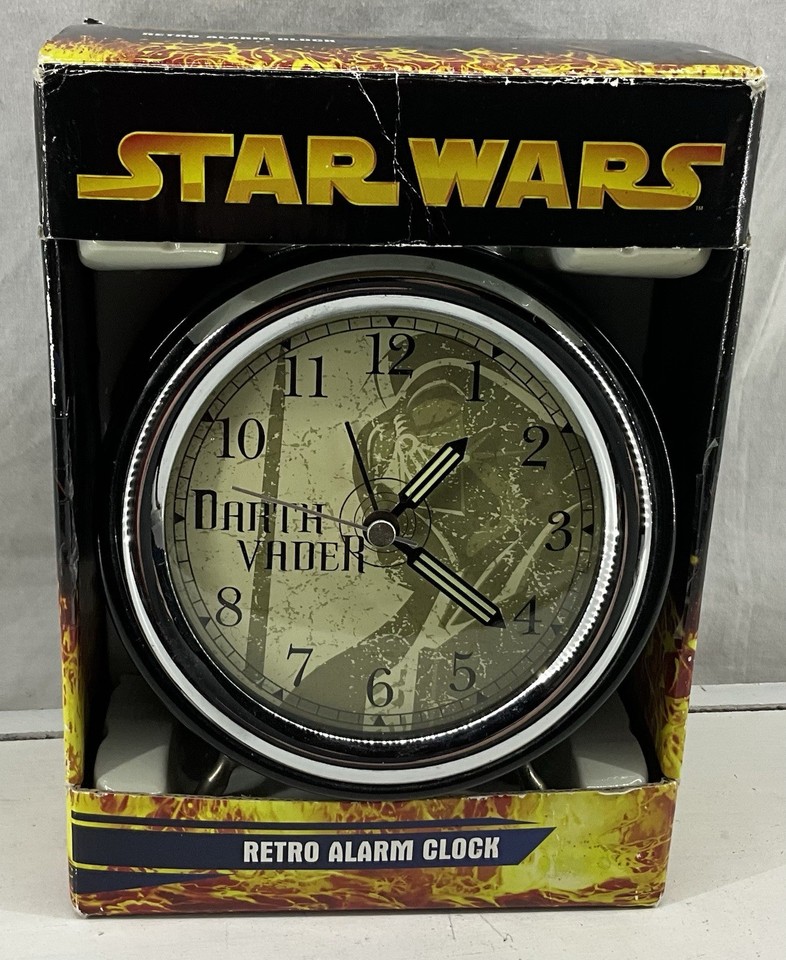 RETRO ALARM CLOCK
STAR WARS
TM
12
11
1
10
2
DARTH
3
VADER
8
4
7
5
6
RETRO ALARM CLOCK